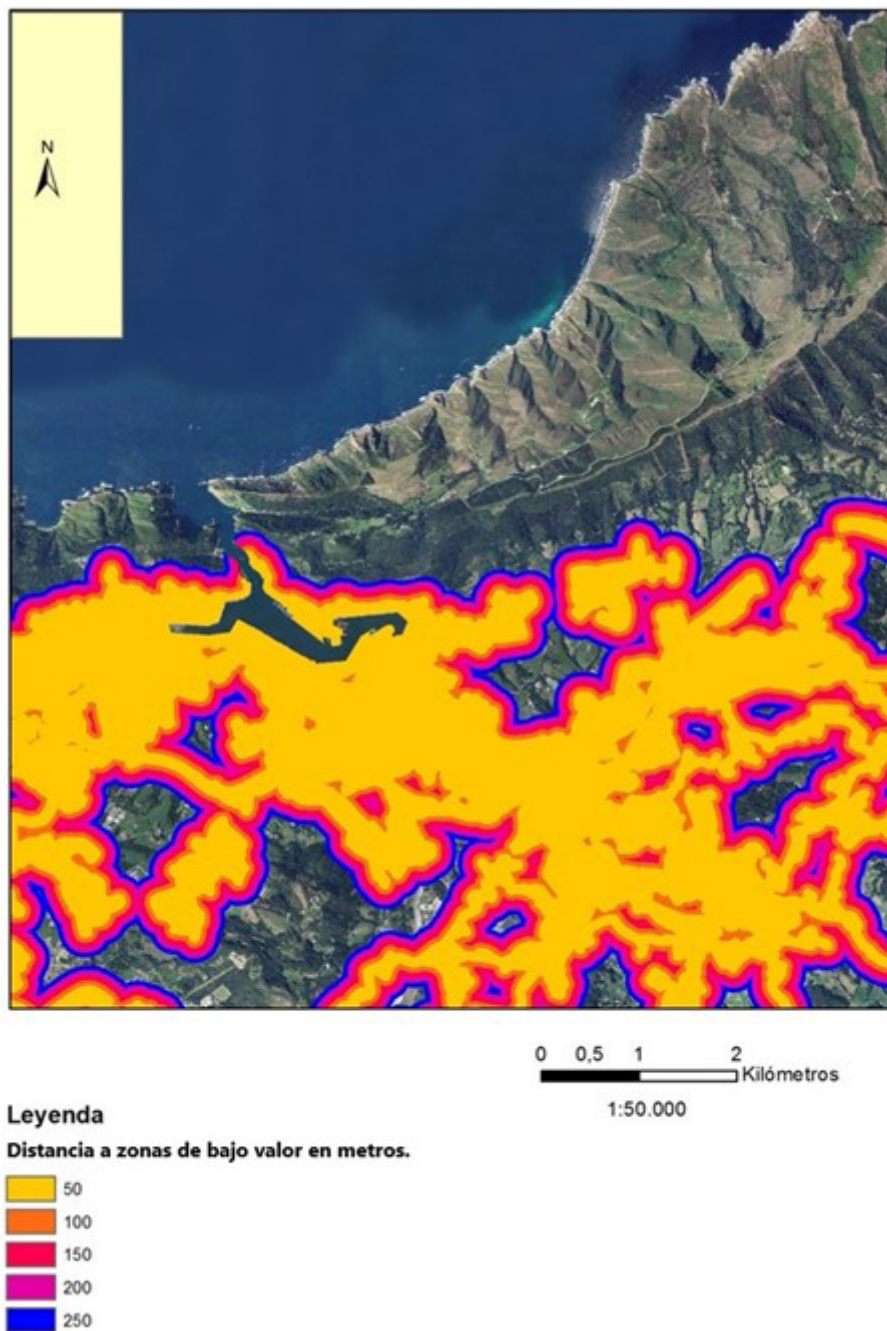 N
0 0,5 1 2
Kilómetros
1:50.000
Leyenda
Distancia a zonas de bajo valor en metros.
50
100
150
200
250